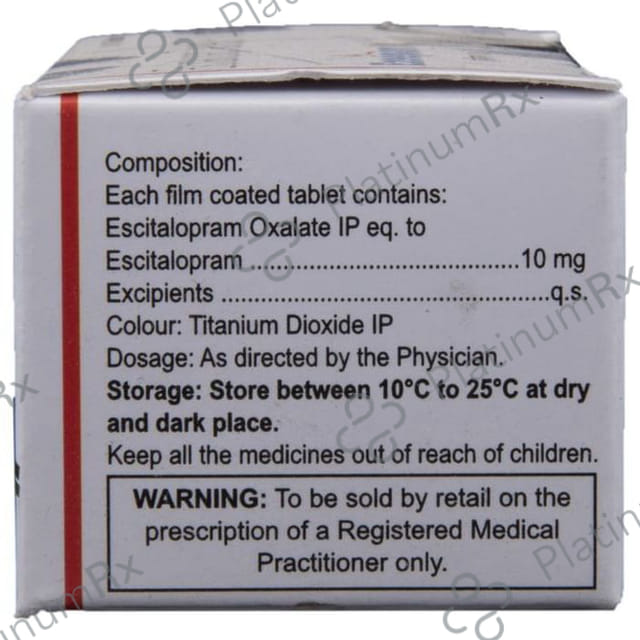 Composition:
Each film coated tablet contains:
Escitalopram Oxalate IP eq. to
Escitalopram ......................................10 mg
Excipients ..............................................q.s.
Colour: Titanium Dioxide IP
Dosage: As directed by the Physician.
Storage: Store between 10°C to 25°C at dry
and dark place.
Keep all the medicines out of reach of children.
WARNING: To be sold by retail on the
prescription of a Registered Medical
Practitioner only.
PlatinumRx
PlatinumRx
PlatinumRx